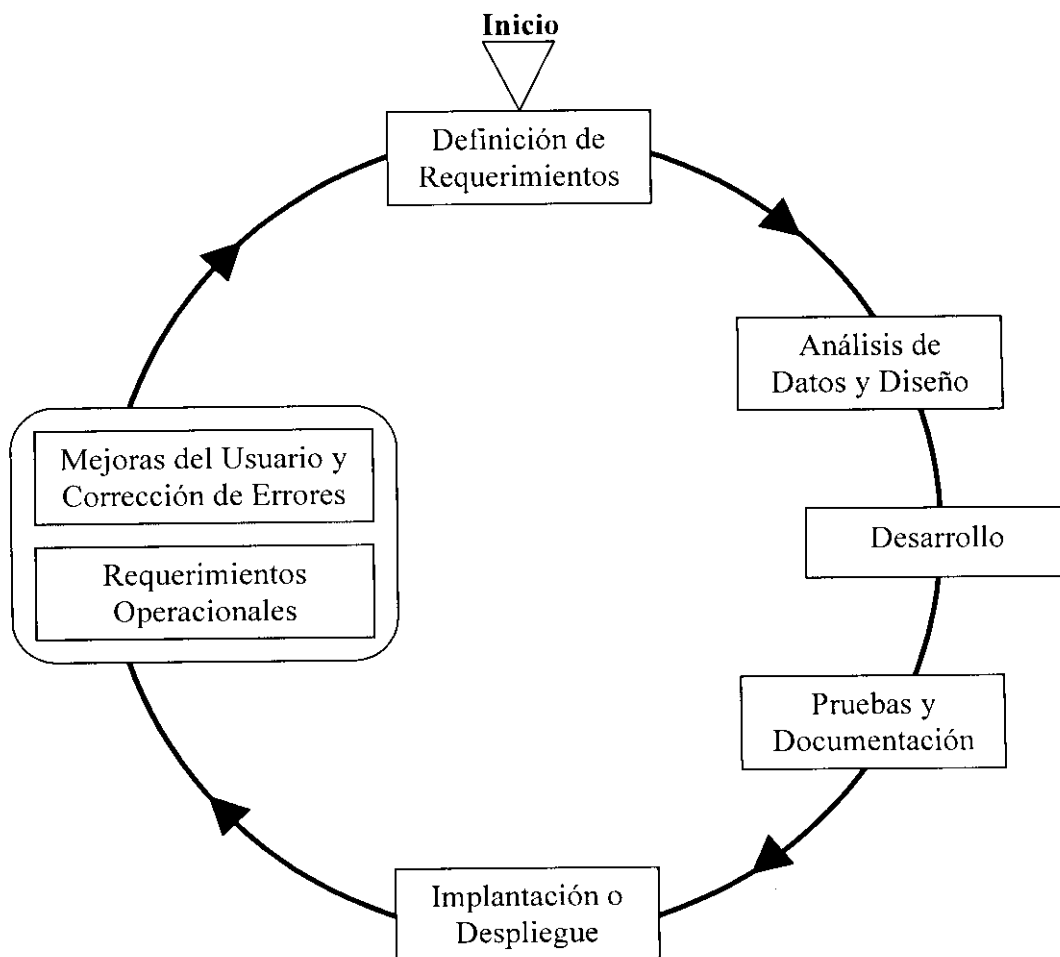 Inicio
Definición de
Requerimientos
Análisis de
Datos y Diseño
Desarrollo
Pruebas y
Documentación
Implantación o
Despliegue
Mejoras del Usuario y
Corrección de Errores
Requerimientos
Operacionales